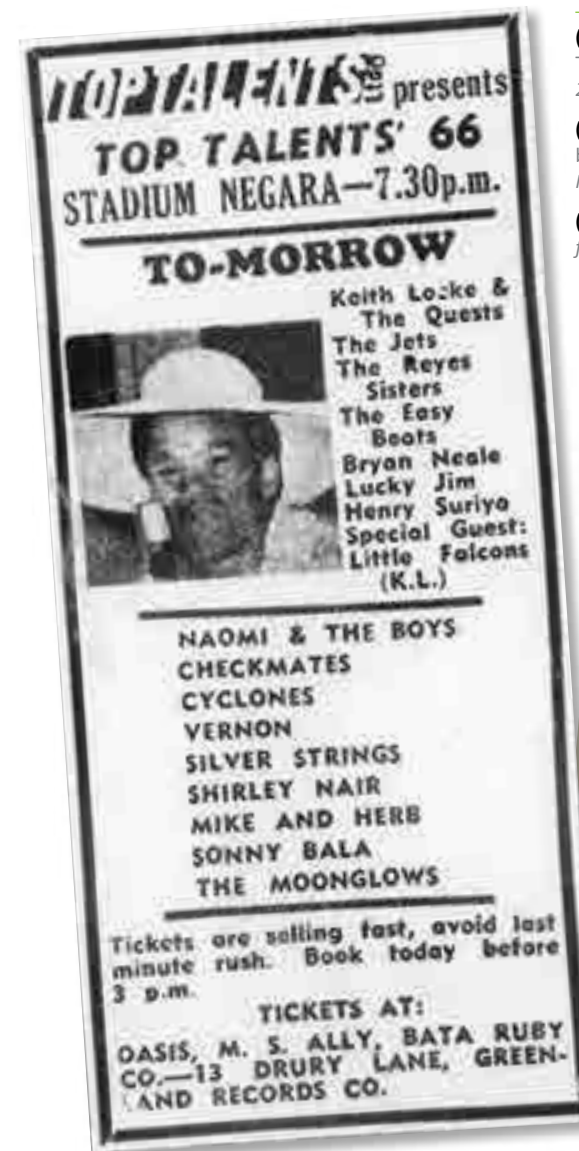 TOP TALENTS presents
TOP TALENTS' 66
STADIUM NEGARA—7.30p.m.
TO-MORROW
Keith Locke &
The Quests
The Jets
The Reyes
Sisters
The Easy
Beats
Bryan Neale
Lucky Jim
Henry Suriya
Special Guest:
Little Falcons
(K.L.)
NAOMI & THE BOYS
CHECKMATES
CYCLONES
VERNON
SILVER STRINGS
SHIRLEY NAIR
MIKE AND HERB
SONNY BALA
THE MOONGLOWS
Tickets are selling fast, avoid last
minute rush. Book today before
3 p.m.
TICKETS AT:
OASIS, M. S. ALLY, BATA RUBY
CO.—13 DRURY LANE, GREEN-
LAND RECORDS CO.